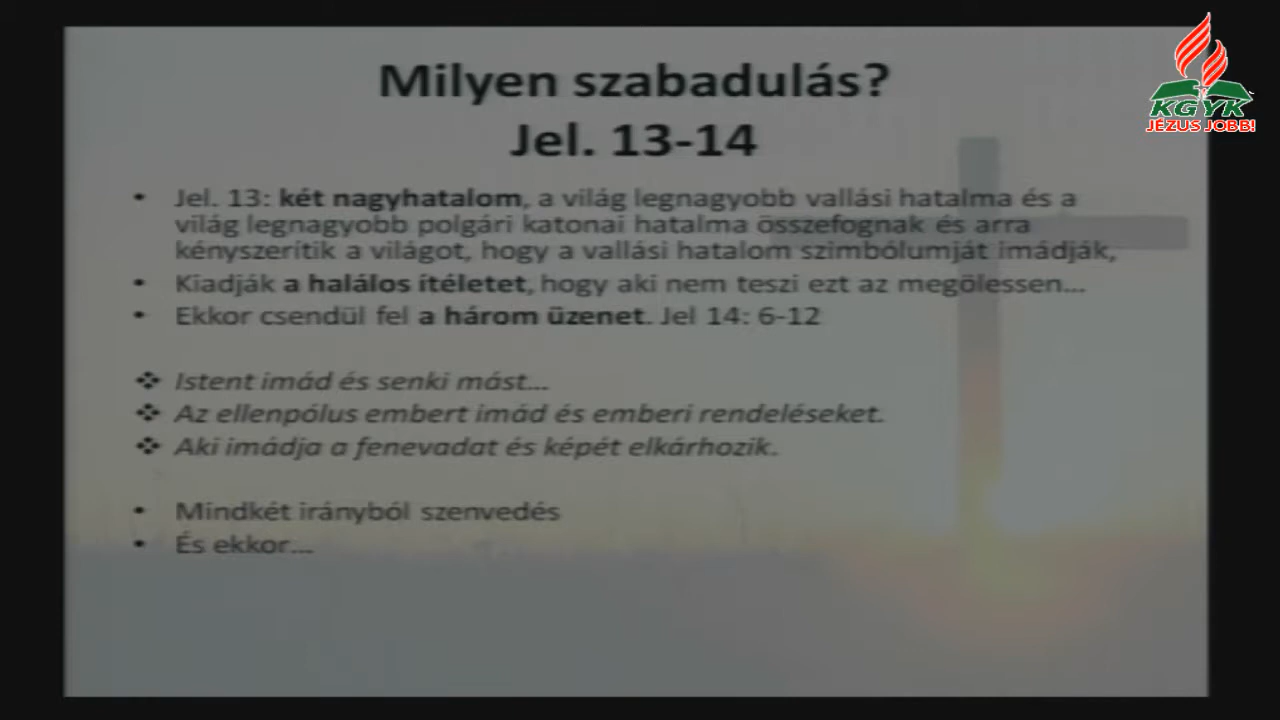 Milyen szabadulás?
Jel. 13-14
KGYK
JÉZUS JOBB!
• Jel. 13: két nagyhatalom, a világ legnagyobb vallási hatalma és a
világ legnagyobb polgári katonai hatalma összefognak és arra
kényszerítik a világot, hogy a vallási hatalom szimbólumját imádják,
• Kiadják a halálos ítéletet, hogy aki nem teszi ezt az megölessen...
• Ekkor csendül fel a három üzenet. Jel 14: 6-12
❖ Istent imád és senki mást...
❖ Az ellenpólus embert imád és emberi rendeléseket.
❖ Aki imádja a fenevadat és képét elkárhozik.
• Mindkét irányból szenvedés
• És ekkor...